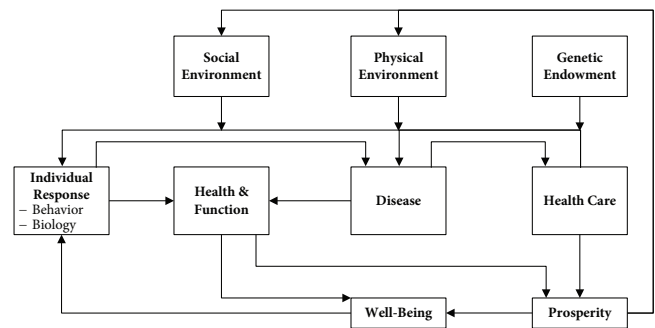 Social
Environment
Physical
Environment
Genetic
Endowment
Individual
Response
– Behavior
– Biology
Health &
Function
Disease
Health Care
Well-Being
Prosperity